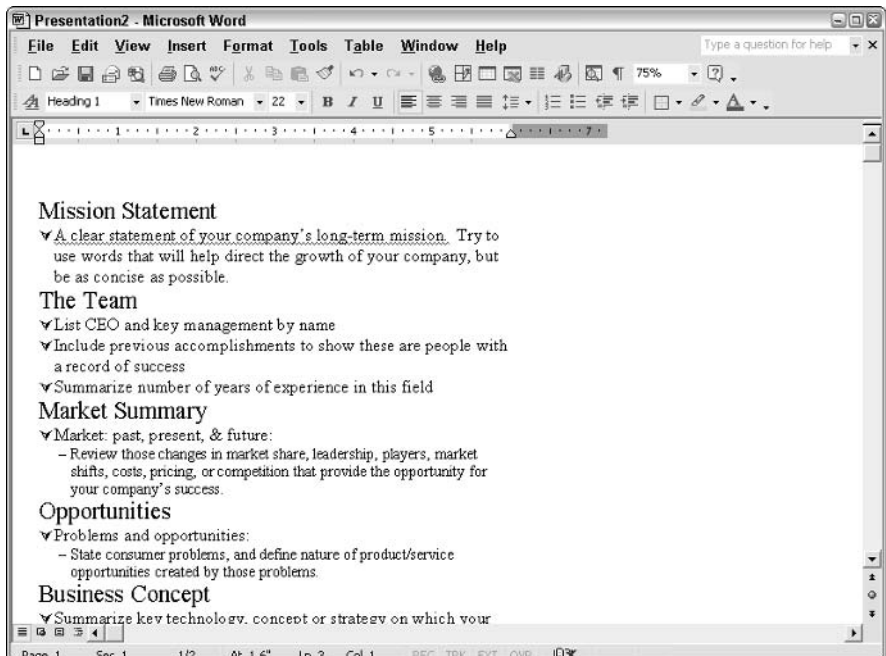 Presentation2 - Microsoft Word
File Edit View Insert Format Tools Table Window Help Type a question for help
75%
Heading 1 Times New Roman 22 B I U
1 2 3 4 5 7
Mission Statement
A clear statement of your company's long-term mission. Try to
use words that will help direct the growth of your company, but
be as concise as possible.
The Team
List CEO and key management by name
Include previous accomplishments to show these are people with
a record of success
Summarize number of years of experience in this field
Market Summary
Market: past, present, & future:
– Review those changes in market share, leadership, players, market
shifts, costs, pricing, or competition that provide the opportunity for
your company's success.
Opportunities
Problems and opportunities:
– State consumer problems, and define nature of product/service
opportunities created by those problems.
Business Concept
Summarize key technology, concept or strategy on which your
Page 1 Sec 1 1/2 At 1.6" Ln 3 Col 1 REC TRK EXT OVR